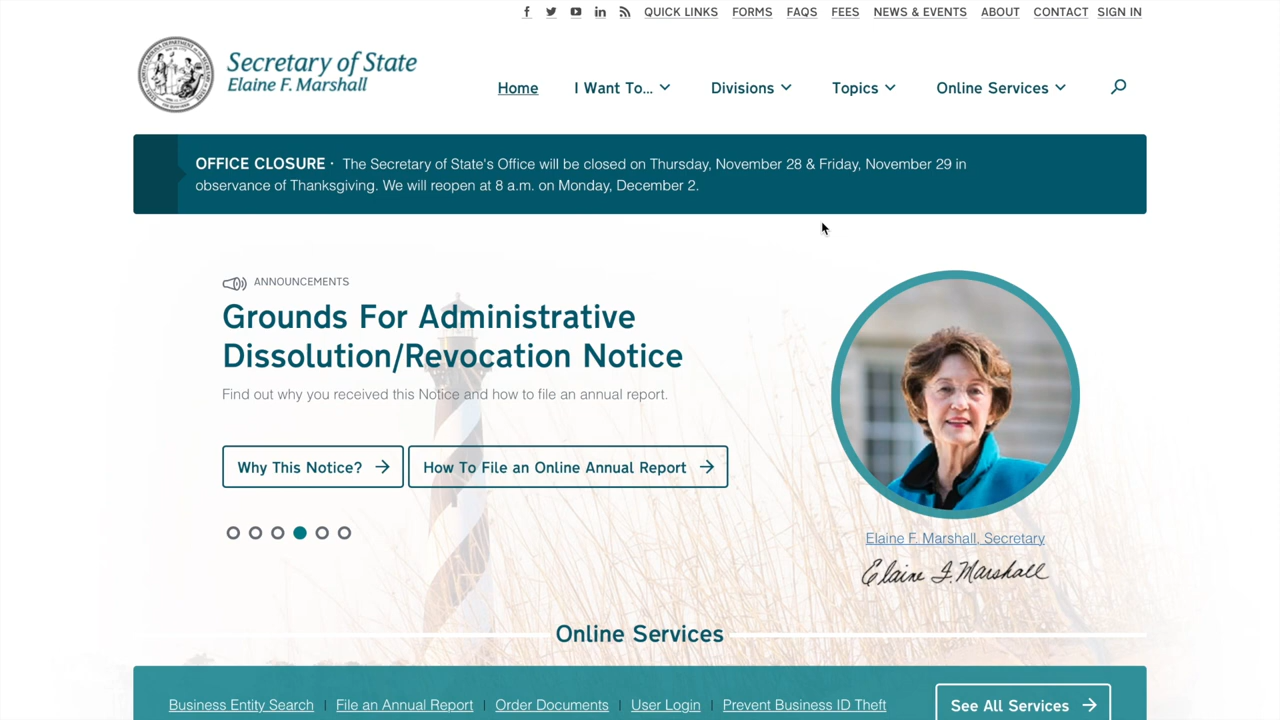 QUICK LINKS FORMS FAQS FEES NEWS & EVENTS ABOUT CONTACT SIGN IN
Secretary of State
Elaine F. Marshall
Home I Want To... Divisions Topics Online Services
OFFICE CLOSURE · The Secretary of State's Office will be closed on Thursday, November 28 & Friday, November 29 in
observance of Thanksgiving. We will reopen at 8 a.m. on Monday, December 2.
ANNOUNCEMENTS
Grounds For Administrative
Dissolution/Revocation Notice
Find out why you received this Notice and how to file an annual report.
Why This Notice? → How To File an Online Annual Report →
Elaine F. Marshall, Secretary
Elaine F. Marshall
Online Services
Business Entity Search | File an Annual Report | Order Documents | User Login | Prevent Business ID Theft See All Services →